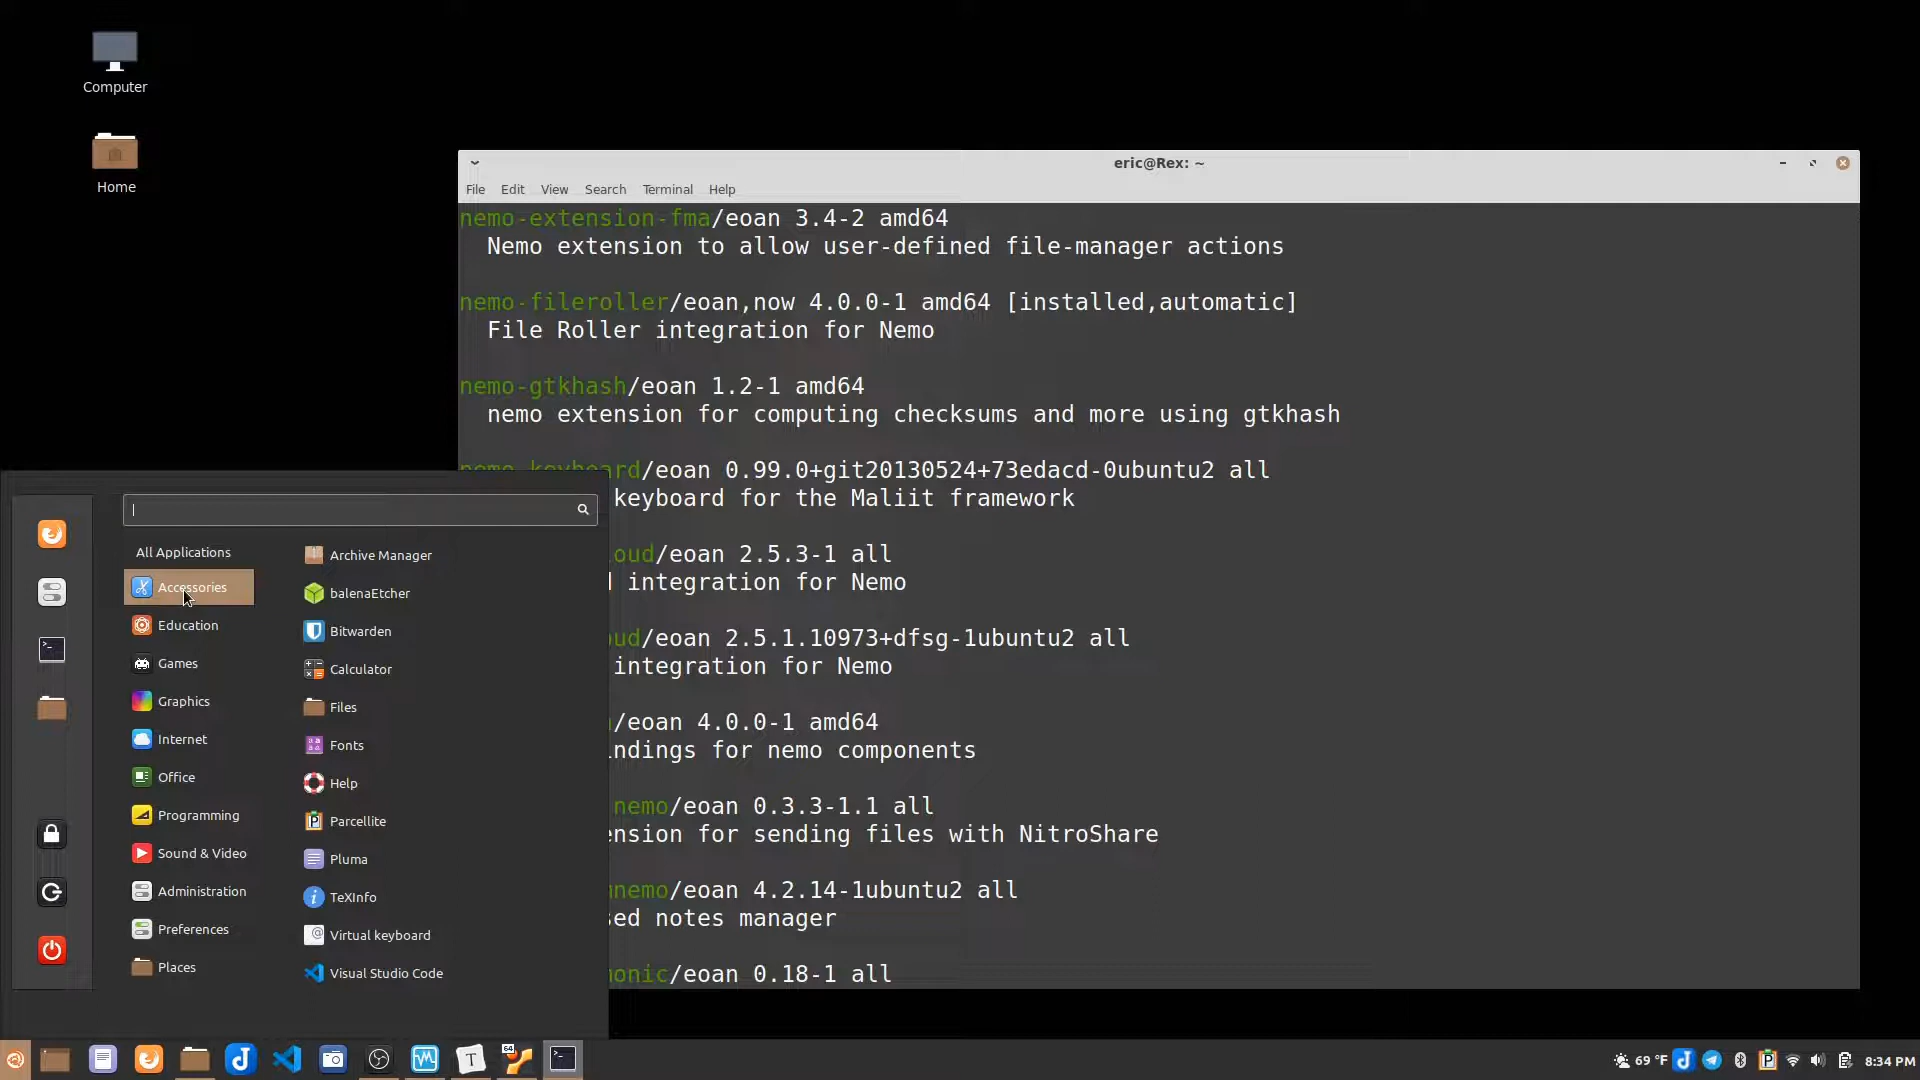 Computer
Home
eric@Rex: ~
File Edit View Search Terminal Help
nemo-extension-fma/eoan 3.4-2 amd64
Nemo extension to allow user-defined file-manager actions
nemo-fileroller/eoan,now 4.0.0-1 amd64 [installed,automatic]
File Roller integration for Nemo
nemo-gtkhash/eoan 1.2-1 amd64
nemo extension for computing checksums and more using gtkhash
nemo-keyboard/eoan 0.99.0+git20130524+73edacd-0ubuntu2 all
keyboard for the Maliit framework
oud/eoan 2.5.3-1 all
integration for Nemo
oud/eoan 2.5.1.10973+dfsg-1ubuntu2 all
integration for Nemo
/eoan 4.0.0-1 amd64
indings for nemo components
nemo/eoan 0.3.3-1.1 all
ension for sending files with NitroShare
nemo/eoan 4.2.14-1ubuntu2 all
sed notes manager
onic/eoan 0.18-1 all
All Applications
Accessories
Education
Games
Graphics
Internet
Office
Programming
Sound & Video
Administration
Preferences
Places
Archive Manager
balenaEtcher
Bitwarden
Calculator
Files
Fonts
Help
Parcellite
Pluma
TeXInfo
Virtual keyboard
Visual Studio Code
64
T
69 °F
8:34 PM